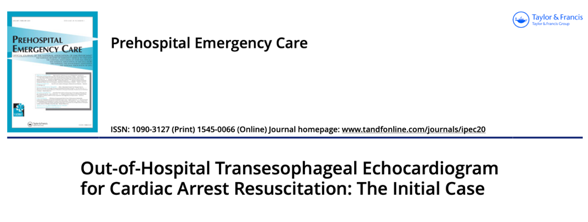 Taylor & Francis
Taylor & Francis Group
PREHOSPITAL
EMERGENCY CARE
Prehospital Emergency Care
ISSN: 1090-3127 (Print) 1545-0066 (Online) Journal homepage: www.tandfonline.com/journals/ipec20
Out-of-Hospital Transesophageal Echocardiogram
for Cardiac Arrest Resuscitation: The Initial Case